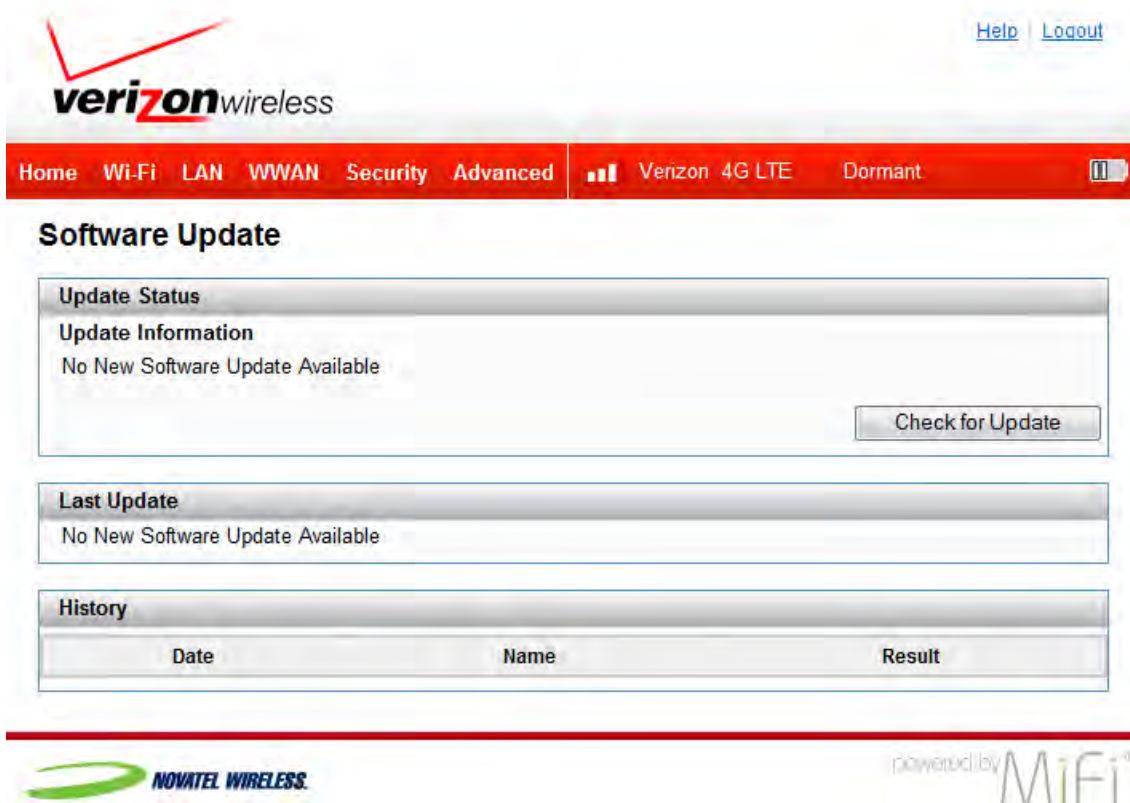 Help | Logout
verizonwireless
Home Wi-Fi LAN WWAN Security Advanced Verizon 4G LTE Dormant
Software Update
Update Status
Update Information
No New Software Update Available
Check for Update
Last Update
No New Software Update Available
History
Date Name Result
NOVATEL WIRELESS.
powered by MiFi